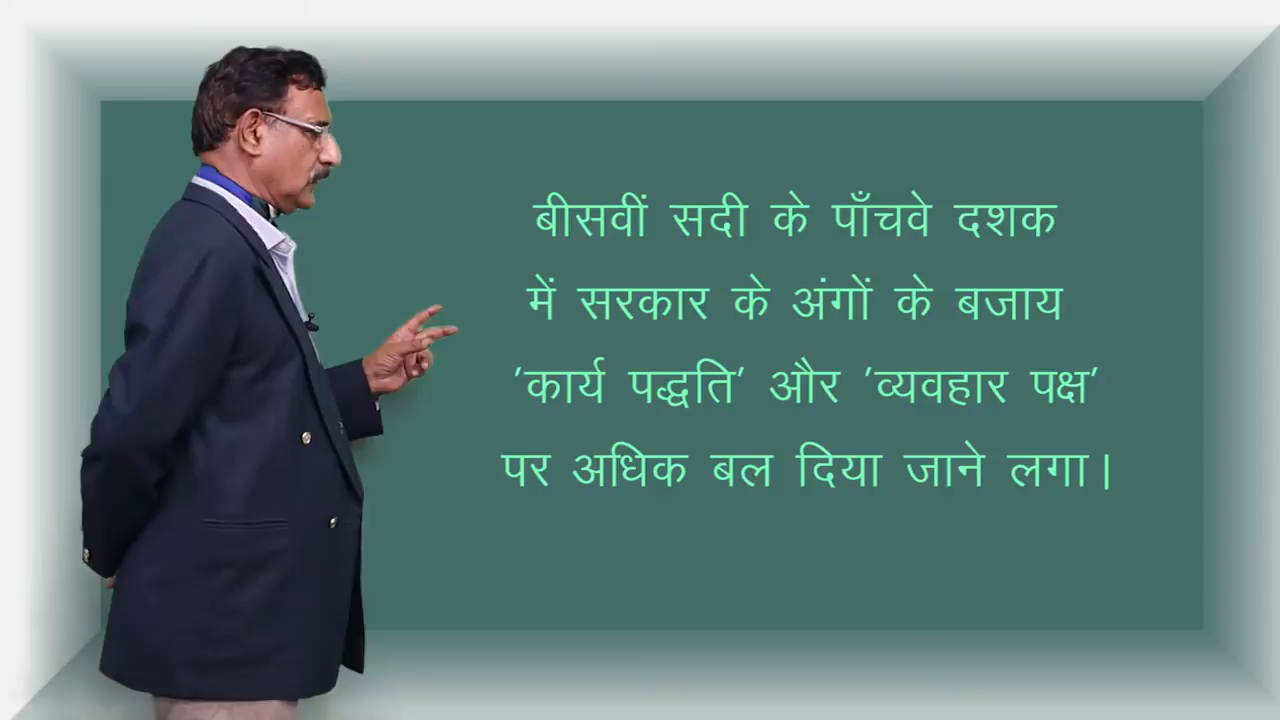 बीसवीं सदी के पाँचवे दशक
में सरकार के अंगों के बजाय
'कार्य पद्धति' और 'व्यवहार पक्ष'
पर अधिक बल दिया जाने लगा।